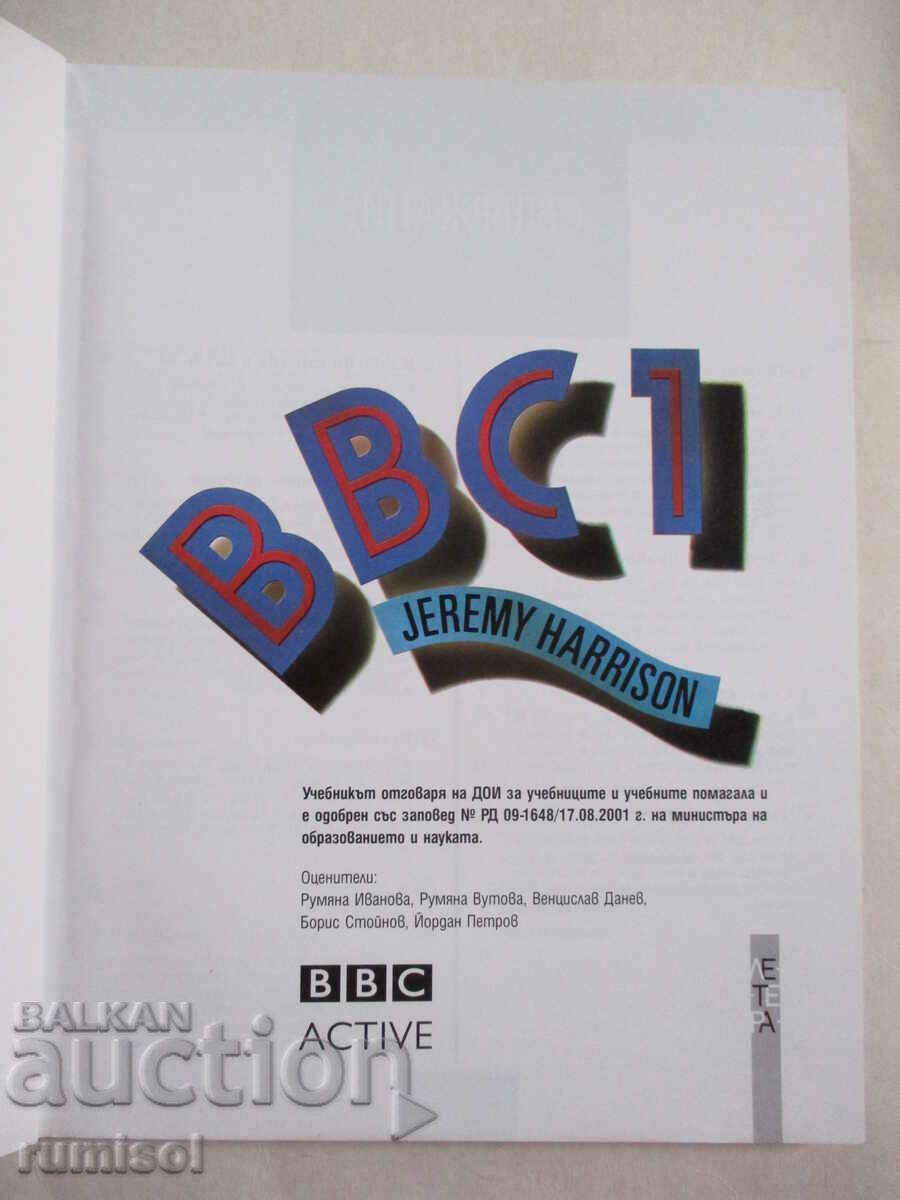 BBC1
JEREMY HARRISON
Учебникът отговаря на ДОИ за учебниците и учебните помагала и
е одобрен със заповед № РД 09-1648/17.08.2001 г. на министъра на
образованието и науката.
Оценители:
Румяна Иванова, Румяна Вутова, Венцислав Данев,
Борис Стойнов, Йордан Петров
BBC
ACTIVE
ЛЕТЕРА
BALKAN
auction
rumisol